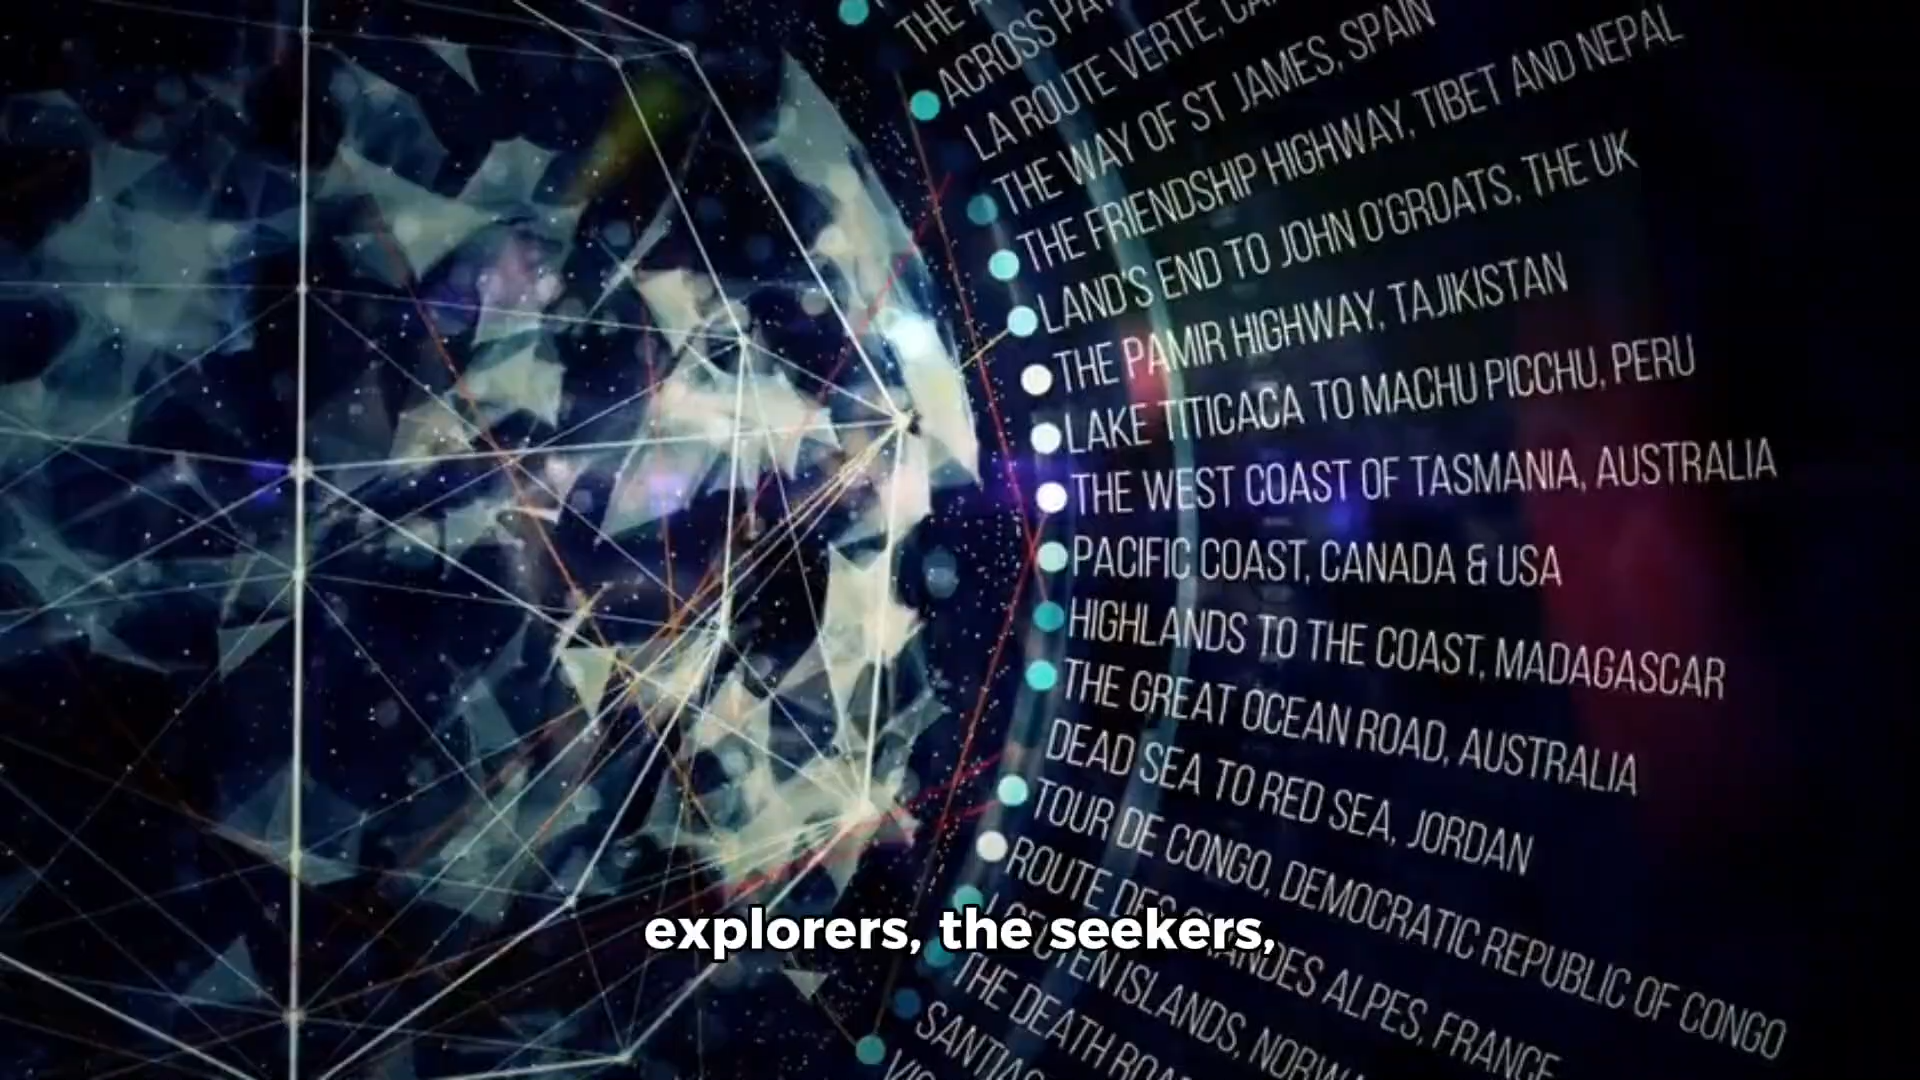 THE
ACROSS
LA ROUTE VERTE,
THE WAY OF ST JAMES, SPAIN
THE FRIENDSHIP HIGHWAY, TIBET AND NEPAL
LAND'S END TO JOHN O'GROATS, THE UK
THE PAMIR HIGHWAY, TAJIKISTAN
LAKE TITICACA TO MACHU PICCHU, PERU
THE WEST COAST OF TASMANIA, AUSTRALIA
PACIFIC COAST, CANADA & USA
HIGHLANDS TO THE COAST, MADAGASCAR
THE GREAT OCEAN ROAD, AUSTRALIA
DEAD SEA TO RED SEA, JORDAN
TOUR DE CONGO, DEMOCRATIC REPUBLIC OF CONGO
ROUTE DES GRANDES ALPES, FRANCE
ISLANDS,
THE DEATH
explorers, the seekers,